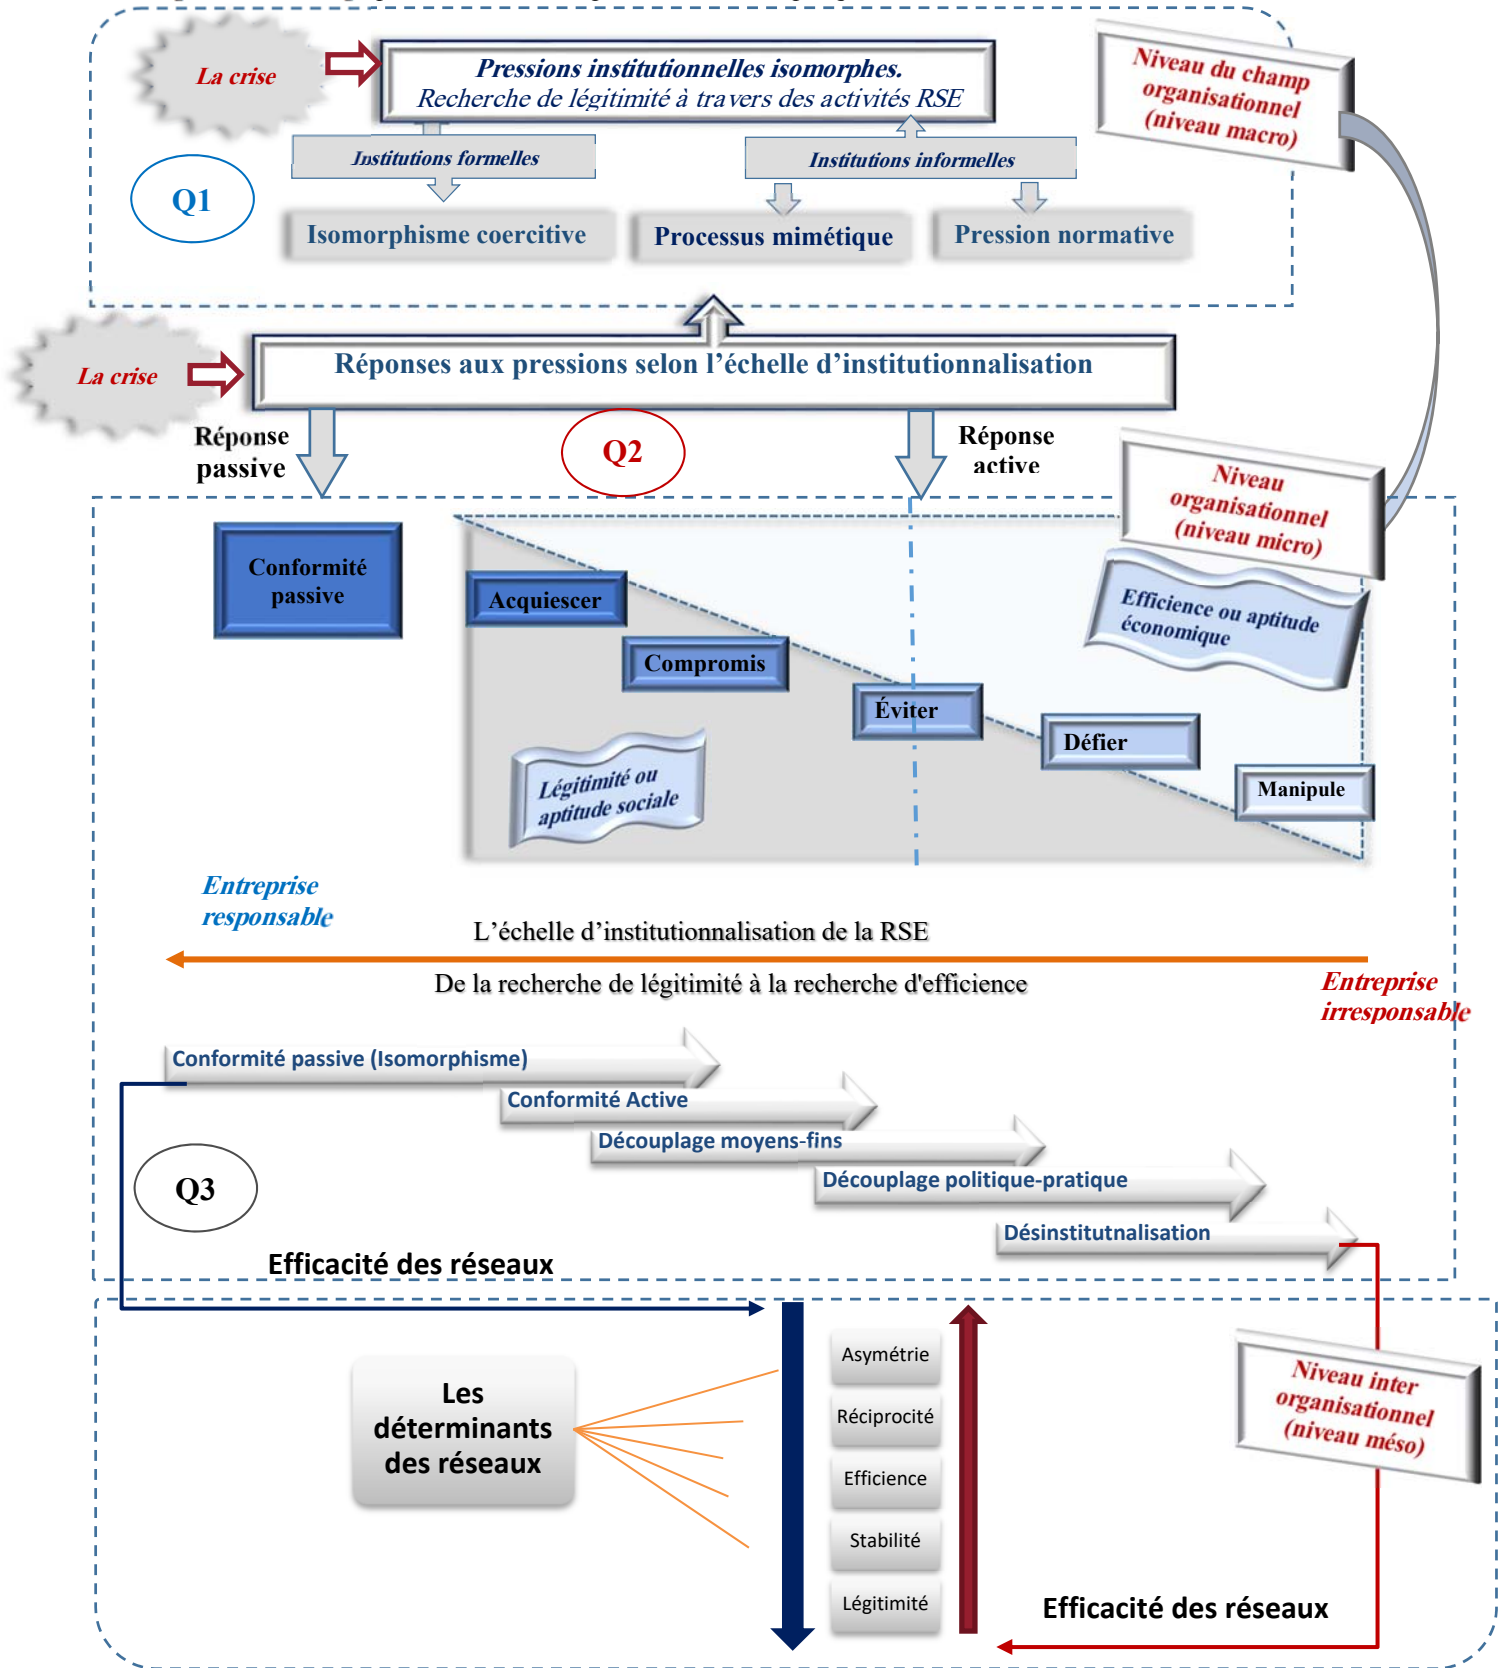 La crise
Pressions institutionnelles isomorphes.
Recherche de légitimité à travers des activités RSE
Niveau du champ
organisationnel
(niveau macro)
Institutions formelles
Institutions informelles
Q1
Isomorphisme coercitive
Processus mimétique
Pression normative
La crise
Réponses aux pressions selon l’échelle d’institutionnalisation
Réponse
passive
Q2
Réponse
active
Niveau
organisationnel
(niveau micro)
Conformité
passive
Acquiescer
Compromis
Éviter
Défier
Manipule
Efficience ou aptitude
économique
Légitimité ou
aptitude sociale
Entreprise
responsable
L’échelle d’institutionnalisation de la RSE
De la recherche de légitimité à la recherche d'efficience
Entreprise
irresponsable
Conformité passive (Isomorphisme)
Conformité Active
Découplage moyens-fins
Découplage politique-pratique
Désinstitutnalisation
Q3
Efficacité des réseaux
Les
déterminants
des réseaux
Asymétrie
Réciprocité
Efficience
Stabilité
Légitimité
Niveau inter
organisationnel
(niveau méso)
Efficacité des réseaux